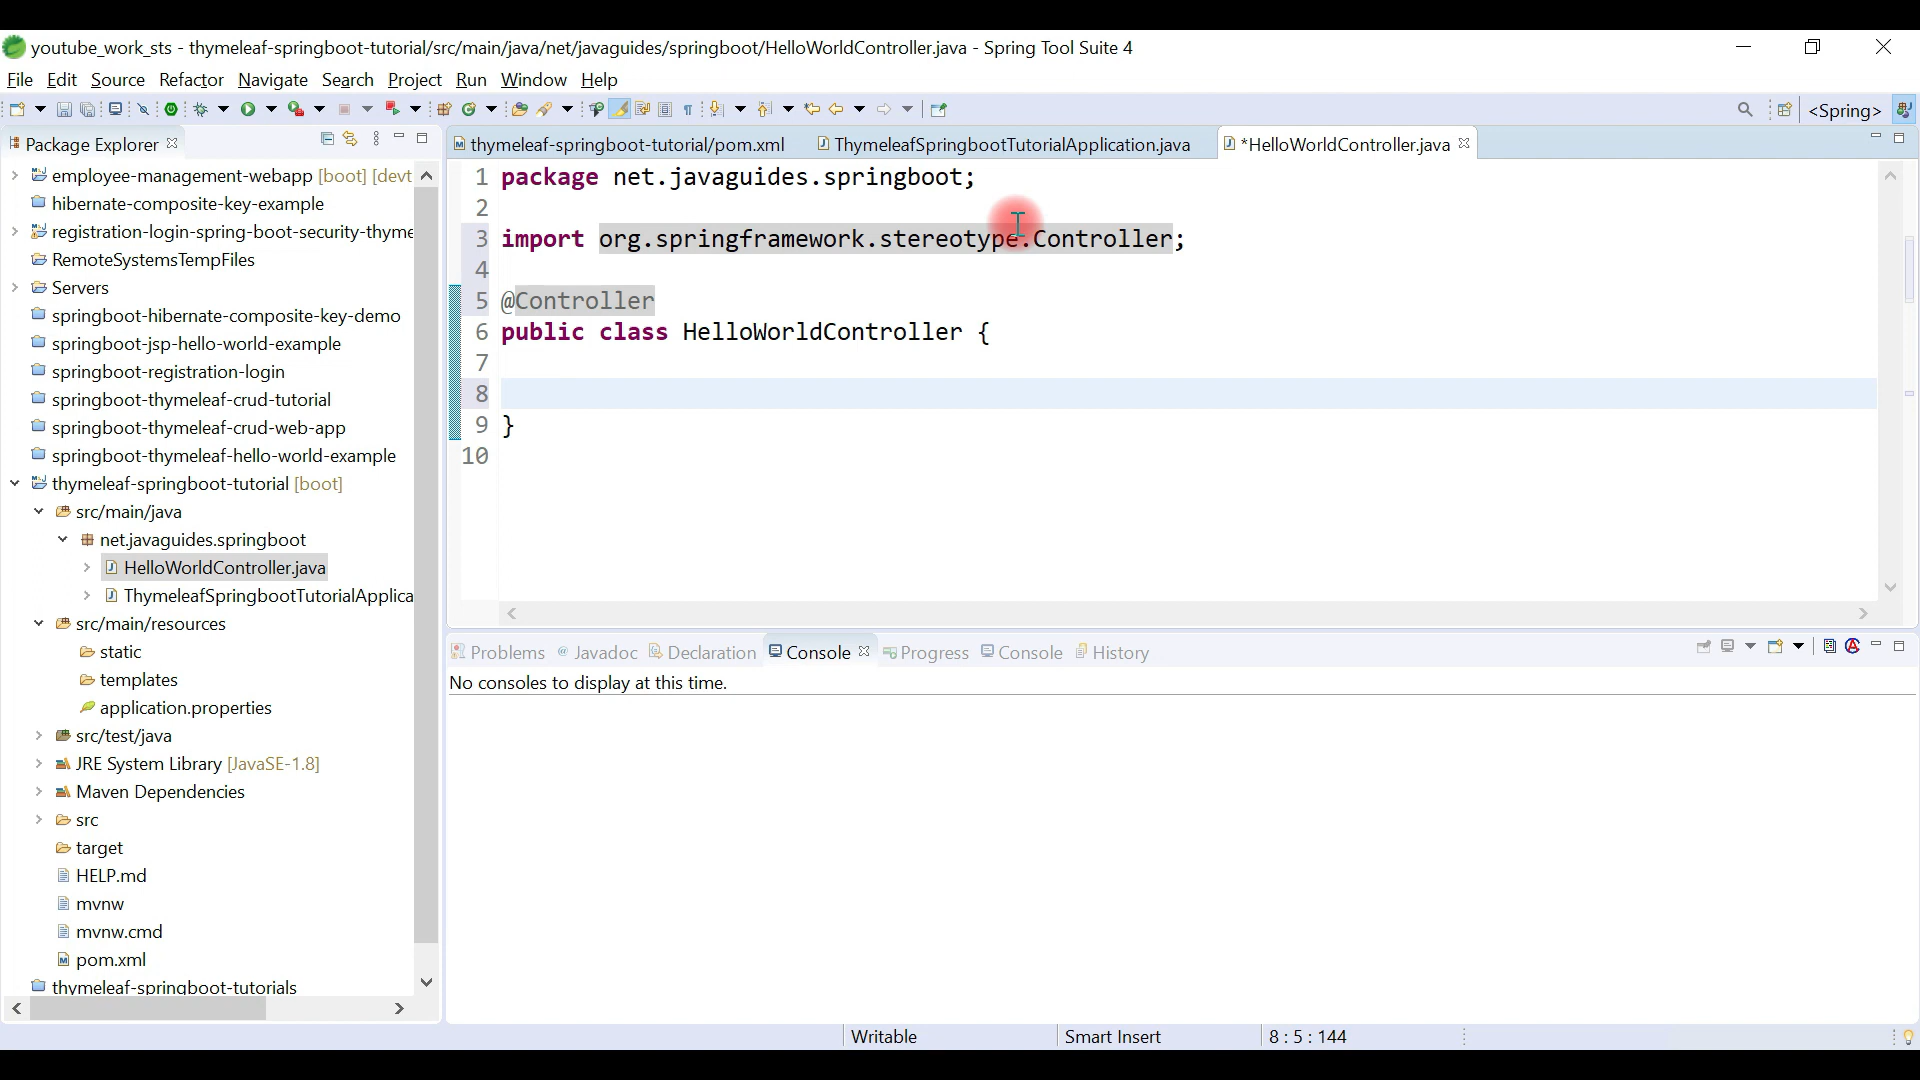 youtube_work_sts - thymeleaf-springboot-tutorial/src/main/java/net/javaguides/springboot/HelloWorldController.java - Spring Tool Suite 4
File Edit Source Refactor Navigate Search Project Run Window Help
<Spring>
Package Explorer
employee-management-webapp [boot] [devt
hibernate-composite-key-example
registration-login-spring-boot-security-thyme
RemoteSystemsTempFiles
Servers
springboot-hibernate-composite-key-demo
springboot-jsp-hello-world-example
springboot-registration-login
springboot-thymeleaf-crud-tutorial
springboot-thymeleaf-crud-web-app
springboot-thymeleaf-hello-world-example
thymeleaf-springboot-tutorial [boot]
src/main/java
net.javaguides.springboot
HelloWorldController.java
ThymeleafSpringbootTutorialApplica
src/main/resources
static
templates
application.properties
src/test/java
JRE System Library [JavaSE-1.8]
Maven Dependencies
src
target
HELP.md
mvnw
mvnw.cmd
pom.xml
thymeleaf-springboot-tutorials
thymeleaf-springboot-tutorial/pom.xml ThymeleafSpringbootTutorialApplication.java *HelloWorldController.java
1 package net.javaguides.springboot;
2
3 import org.springframework.stereotype.Controller;
4
5 @Controller
6 public class HelloWorldController {
7
8
9 }
10
Problems @ Javadoc Declaration Console Progress Console History
No consoles to display at this time.
Writable Smart Insert 8 : 5 : 144